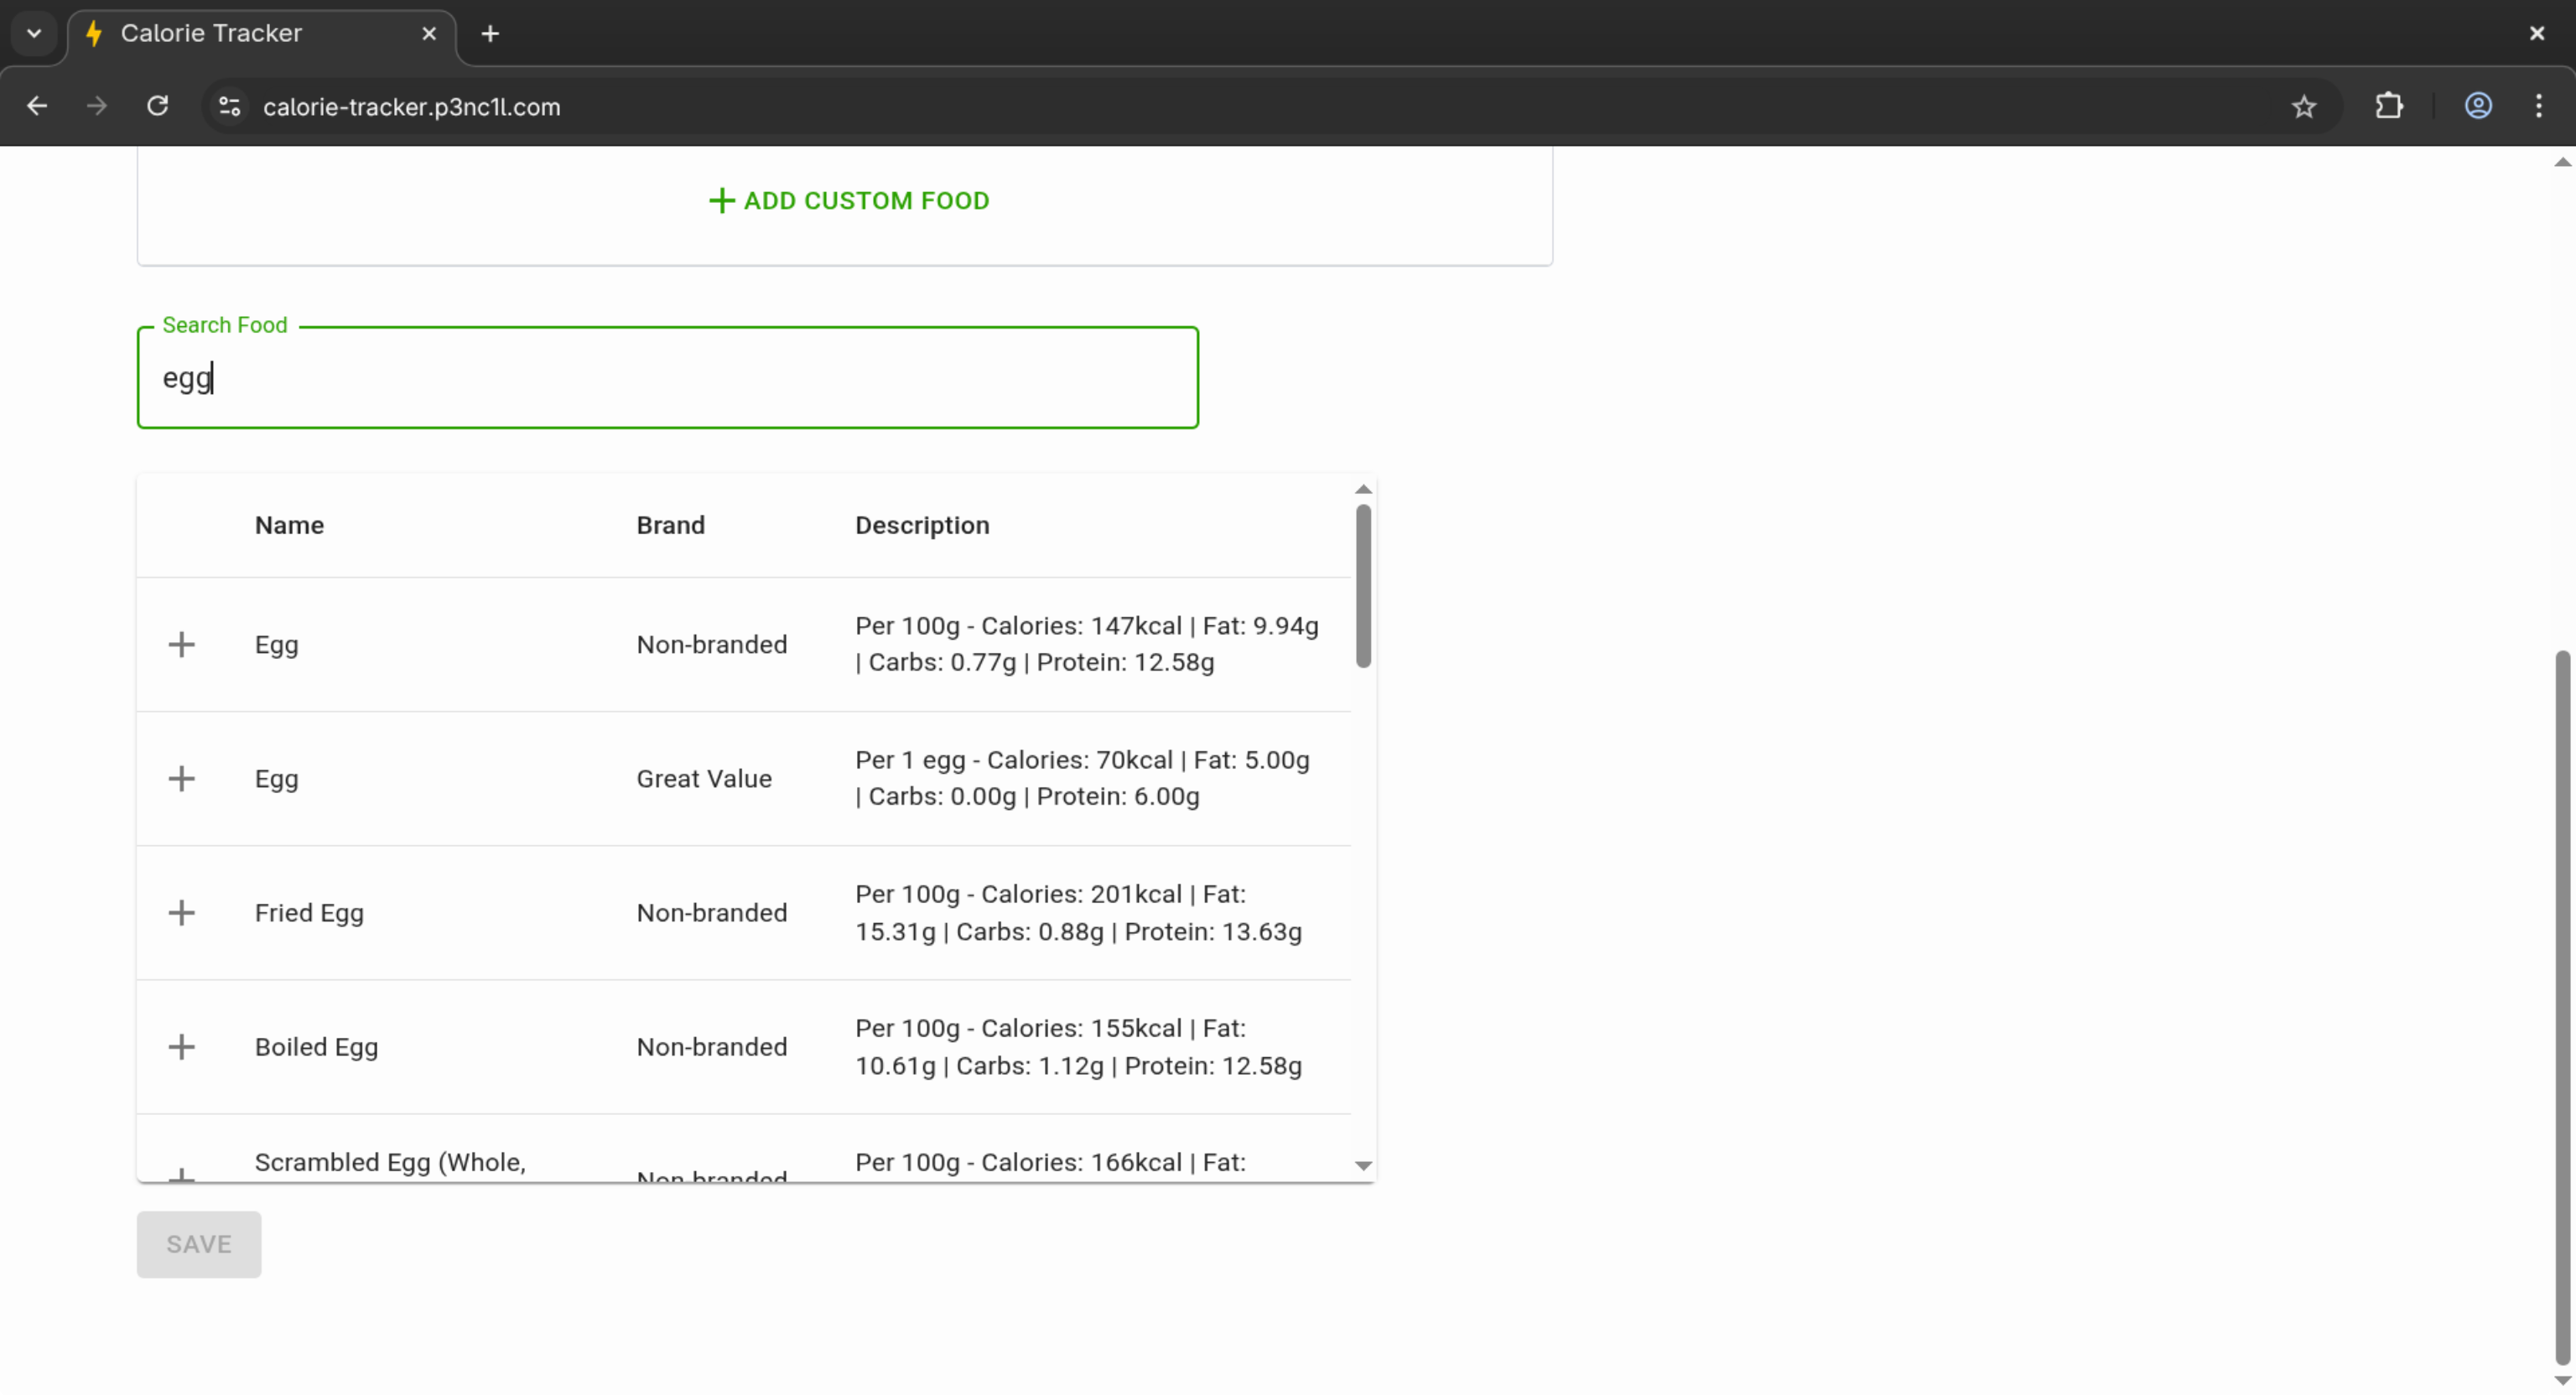 Calorie Tracker
calorie-tracker.p3nc1l.com
ADD CUSTOM FOOD
Search Food
egg
Name Brand Description
Egg Non-branded Per 100g - Calories: 147kcal | Fat: 9.94g
| Carbs: 0.77g | Protein: 12.58g
Egg Great Value Per 1 egg - Calories: 70kcal | Fat: 5.00g
| Carbs: 0.00g | Protein: 6.00g
Fried Egg Non-branded Per 100g - Calories: 201kcal | Fat:
15.31g | Carbs: 0.88g | Protein: 13.63g
Boiled Egg Non-branded Per 100g - Calories: 155kcal | Fat:
10.61g | Carbs: 1.12g | Protein: 12.58g
Scrambled Egg (Whole, Non-branded Per 100g - Calories: 166kcal | Fat:
SAVE